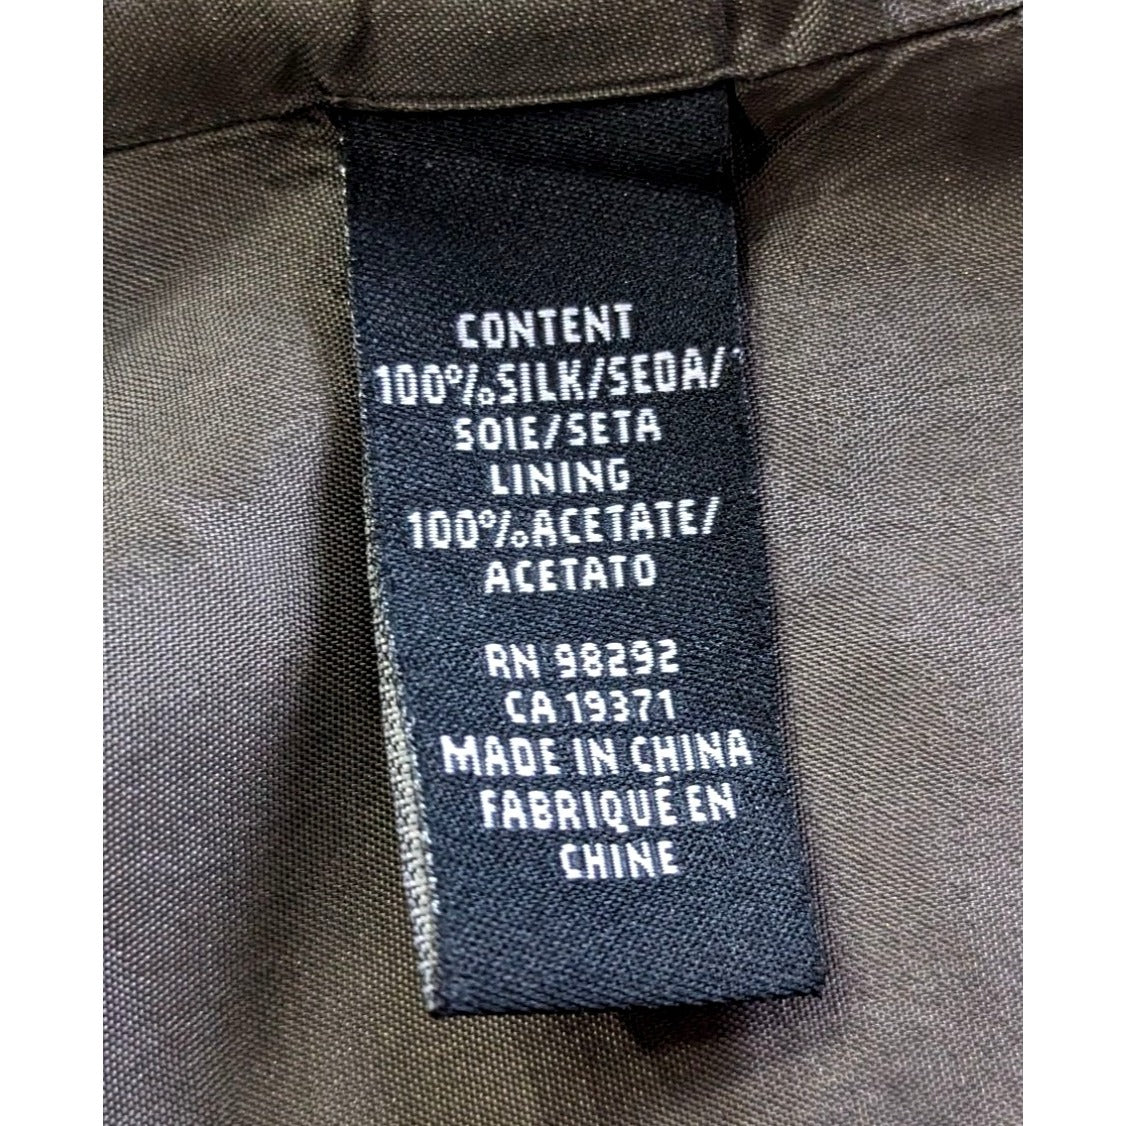 CONTENT
100%SILK/SEDA/
SOIE/SETA
LINING
100%ACETATE/
ACETATO
RN 98292
CA 19371
MADE IN CHINA
FABRIQUÉ EN
CHINE